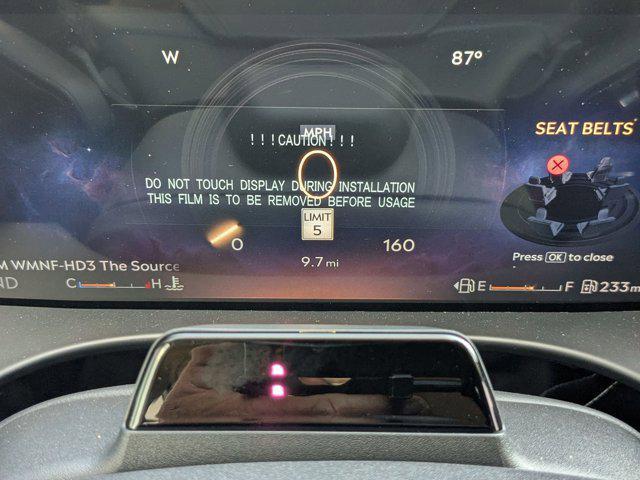 W
87°
MPH
! ! !CAUTION! ! !
SEAT BELTS
0
DO NOT TOUCH DISPLAY DURING INSTALLATION
THIS FILM IS TO BE REMOVED BEFORE USAGE
LIMIT
5
0
160
Press OK to close
M WMNF-HD3 The Source
9.7 mi
ND
C
H
E
F
233